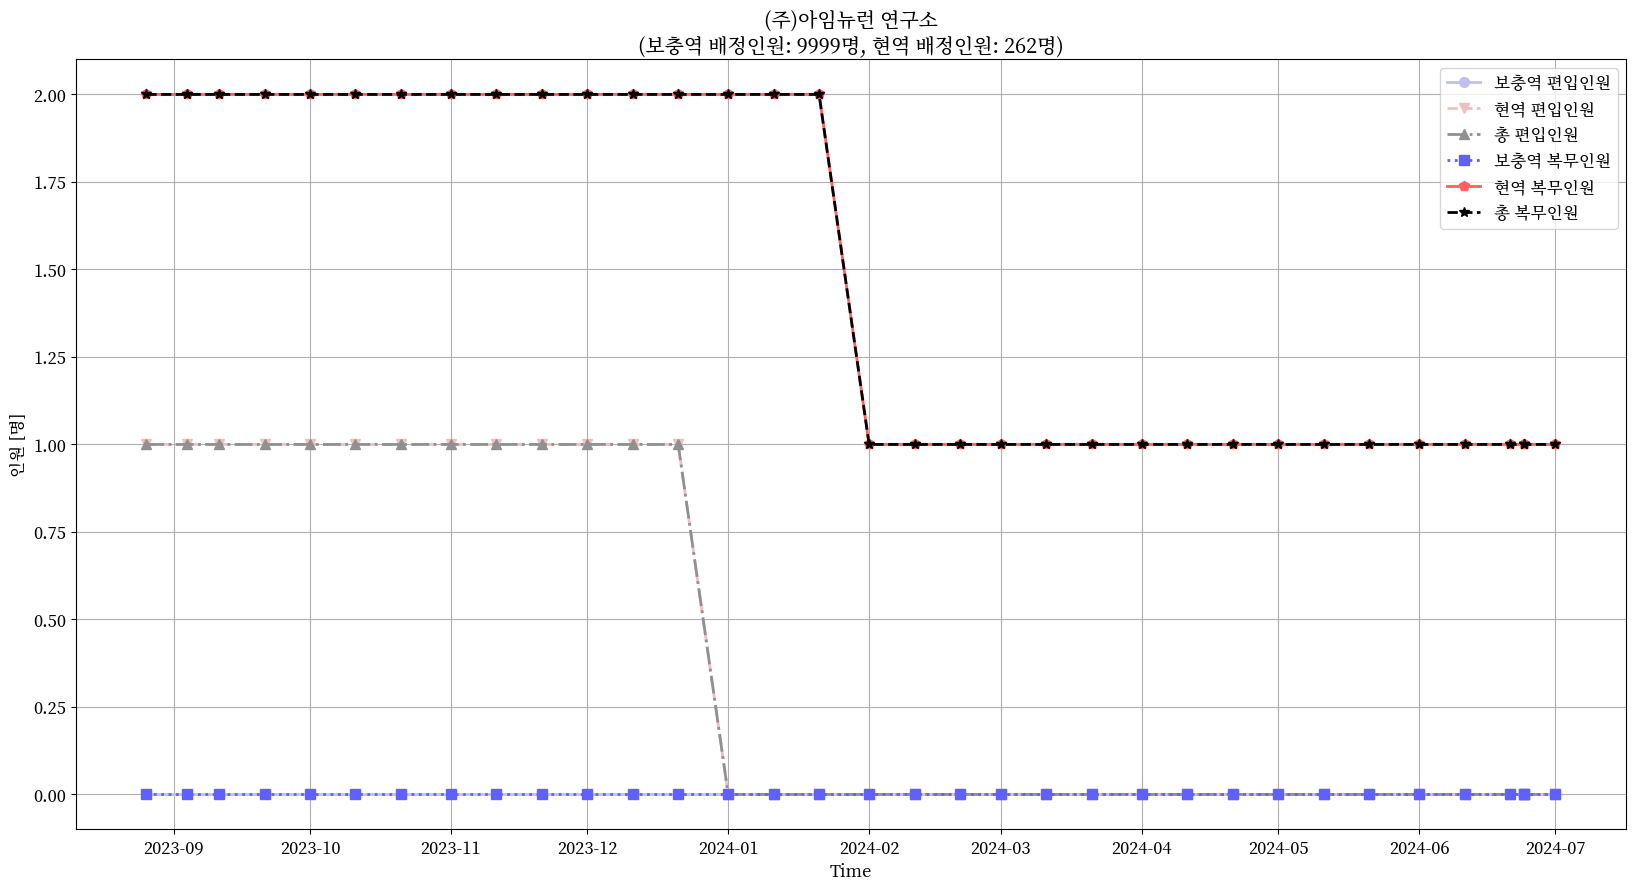 (주)아임뉴런 연구소
(보충역 배정인원: 9999명, 현역 배정인원: 262명)
보충역 편입인원
현역 편입인원
총 편입인원
보충역 복무인원
현역 복무인원
총 복무인원
인원 [명]
2.00
1.75
1.50
1.25
1.00
0.75
0.50
0.25
0.00
2023-09 2023-10 2023-11 2023-12 2024-01 2024-02 2024-03 2024-04 2024-05 2024-06 2024-07
Time